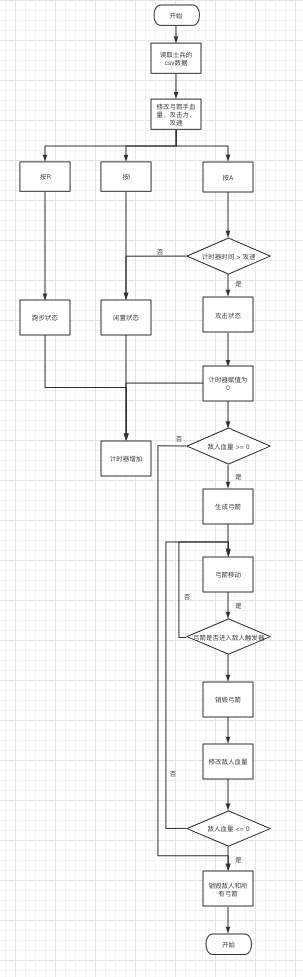 开始
读取士兵的
csv数据
修改弓箭手血
量、攻击力、
攻速
按R
按I
按A
计时器时间 > 攻速
否
是
跑步状态
闲置状态
攻击状态
计时器赋值为
0
计时器增加
敌人血量 >= 0
否
是
生成弓箭
弓箭移动
否
是
弓箭是否进入敌人触发器
销毁弓箭
修改敌人血量
否
敌人血量 <= 0
是
销毁敌人和所
有弓箭
开始